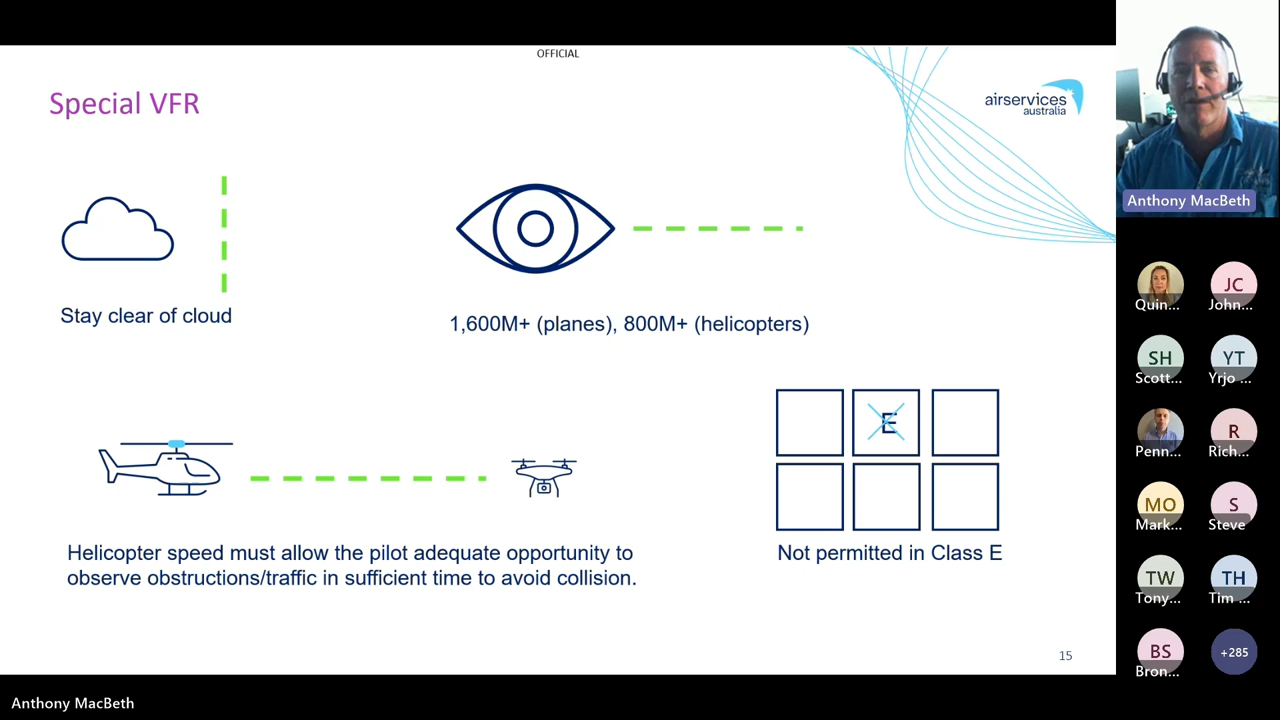 OFFICIAL
Special VFR
airservices
australia
Stay clear of cloud
1,600M+ (planes), 800M+ (helicopters)
E
Helicopter speed must allow the pilot adequate opportunity to
observe obstructions/traffic in sufficient time to avoid collision.
Not permitted in Class E
15
Anthony MacBeth
Quin...
JC
John...
SH
Scott...
YT
Yrjo ...
Penn...
R
Rich...
MO
Mark...
S
Steve
TW
Tony...
TH
Tim ...
BS
Bron...
+285
Anthony MacBeth